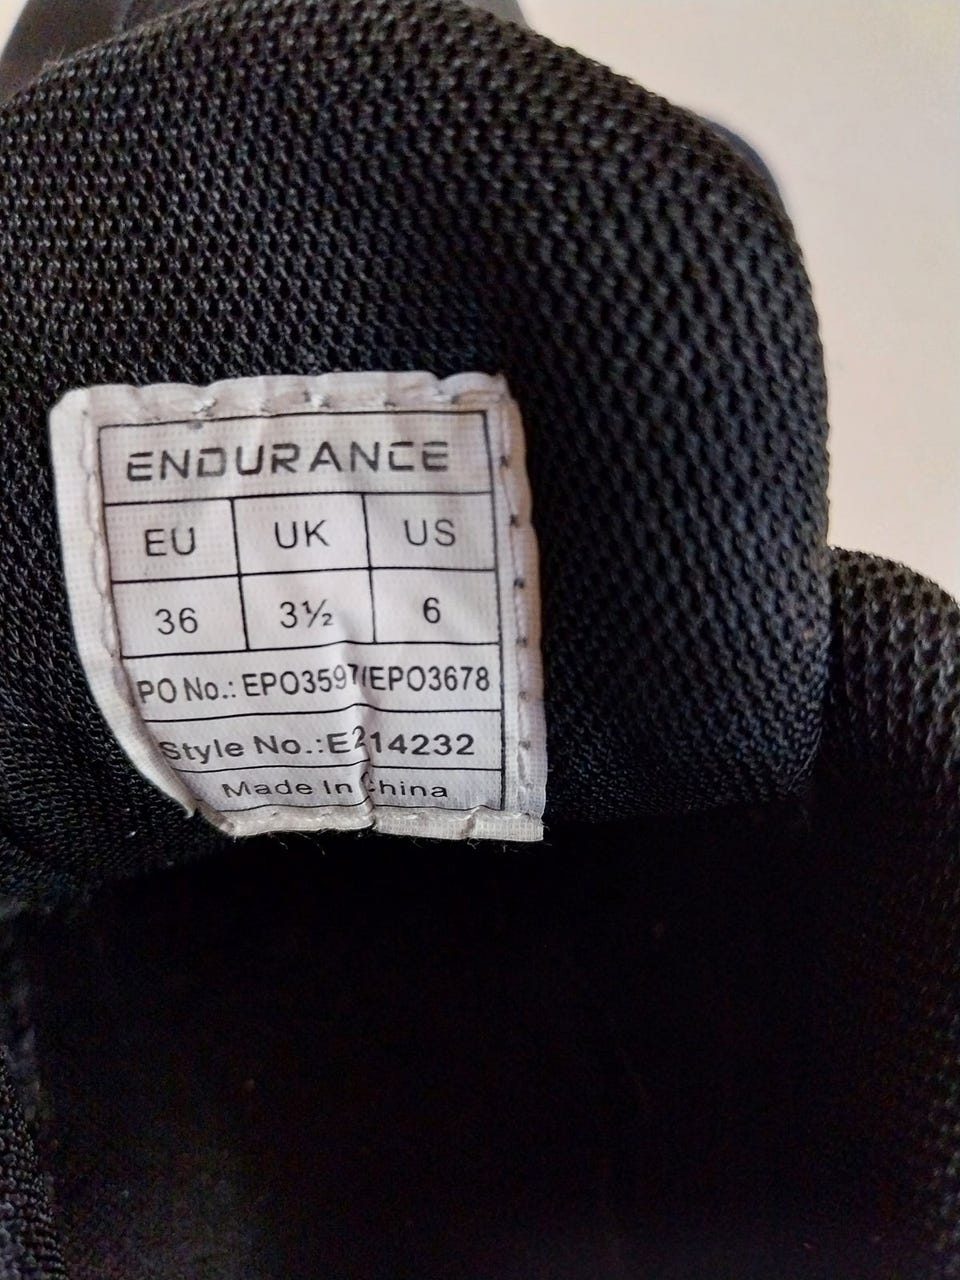 ENDURANCE
EU UK US
36 3½ 6
PO No.: EPO3597/EPO3678
Style No.:E214232
Made In China